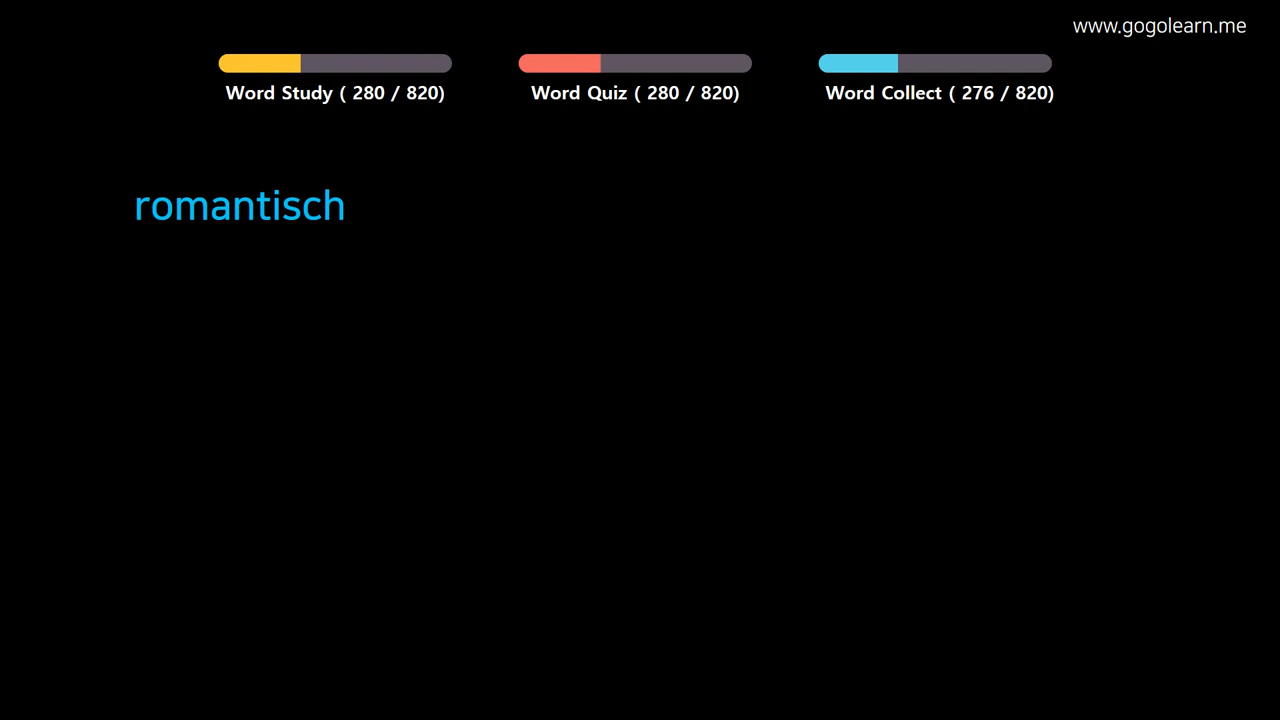 www.gogolearn.me
Word Study ( 280 / 820)
Word Quiz ( 280 / 820)
Word Collect ( 276 / 820)
romantisch